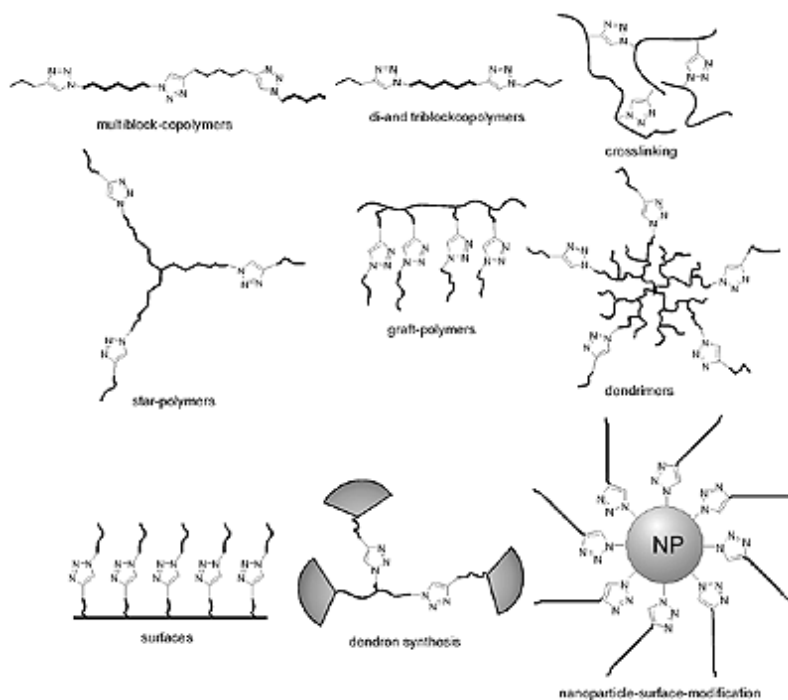 multiblock-copolymers
di-and triblockcopolymers
crosslinking
star-polymers
graft-polymers
dendrimers
surfaces
dendron synthesis
NP
nanoparticle-surface-modification